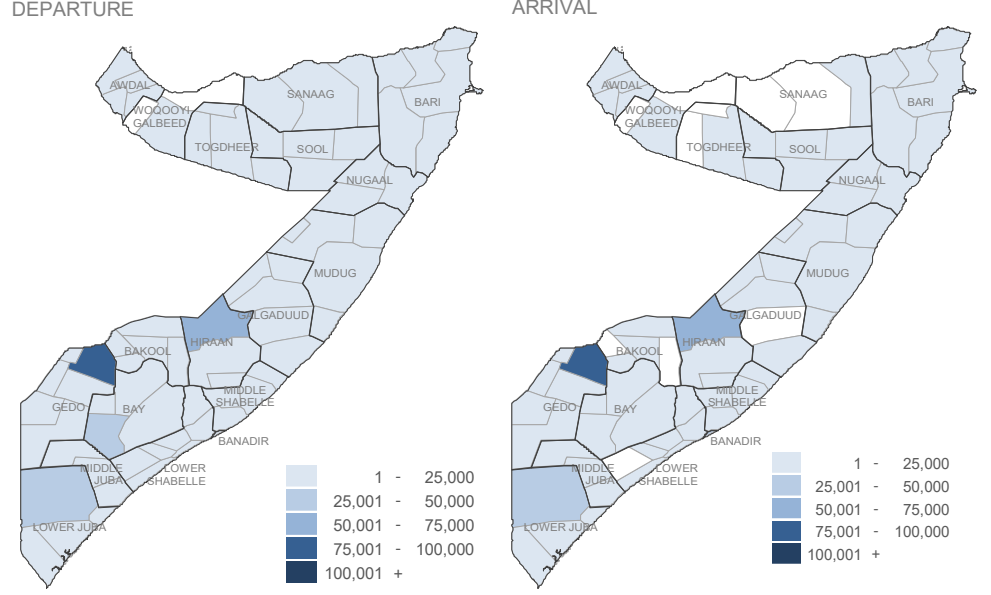 DEPARTURE
AWDAL
WOQOOYI
GALBEED
SANAAG
BARI
TOGDHEER
SOOL
NUGAAL
MUDUG
GALGADUUD
HIRAAN
BAKOOL
GEDO
BAY
MIDDLE
SHABELLE
BANADIR
MIDDLE
JUBA
LOWER
SHABELLE
LOWER JUBA
1 - 25,000
25,001 - 50,000
50,001 - 75,000
75,001 - 100,000
100,001 +
ARRIVAL
AWDAL
WOQOOYI
GALBEED
SANAAG
BARI
TOGDHEER
SOOL
NUGAAL
MUDUG
GALGADUUD
HIRAAN
BAKOOL
GEDO
BAY
MIDDLE
SHABELLE
BANADIR
MIDDLE
JUBA
LOWER
SHABELLE
LOWER JUBA
1 - 25,000
25,001 - 50,000
50,001 - 75,000
75,001 - 100,000
100,001 +